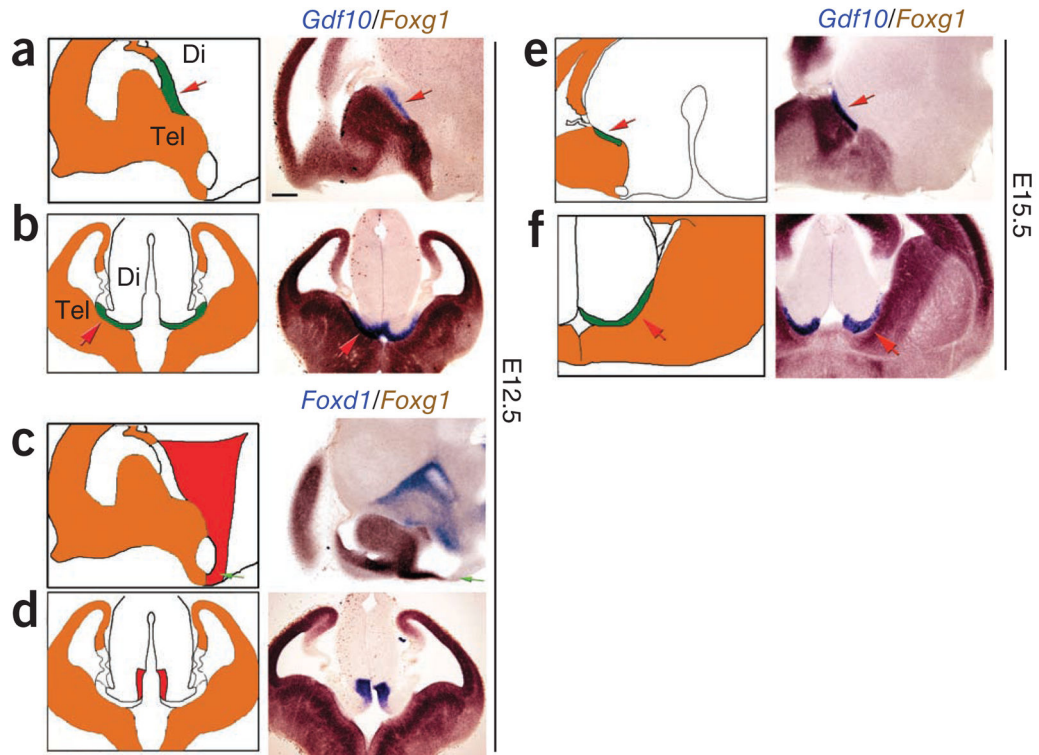 Gdf10/Foxg1
a
Di
Tel
b
Di
Tel
Foxd1/Foxg1
c
d
E12.5
Gdf10/Foxg1
e
f
E15.5